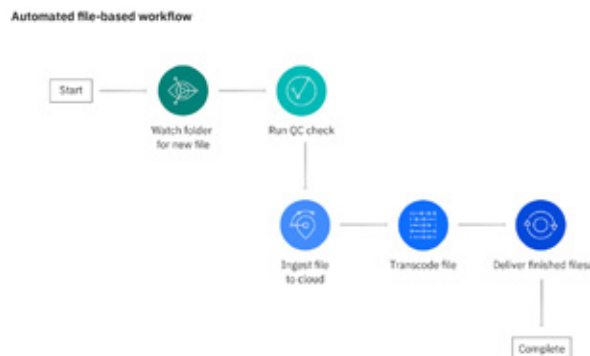 Automated file-based workflow
Start
Watch folder
for new file
Run QC check
Ingest file
to cloud
Transcode file
Deliver finished files
Complete